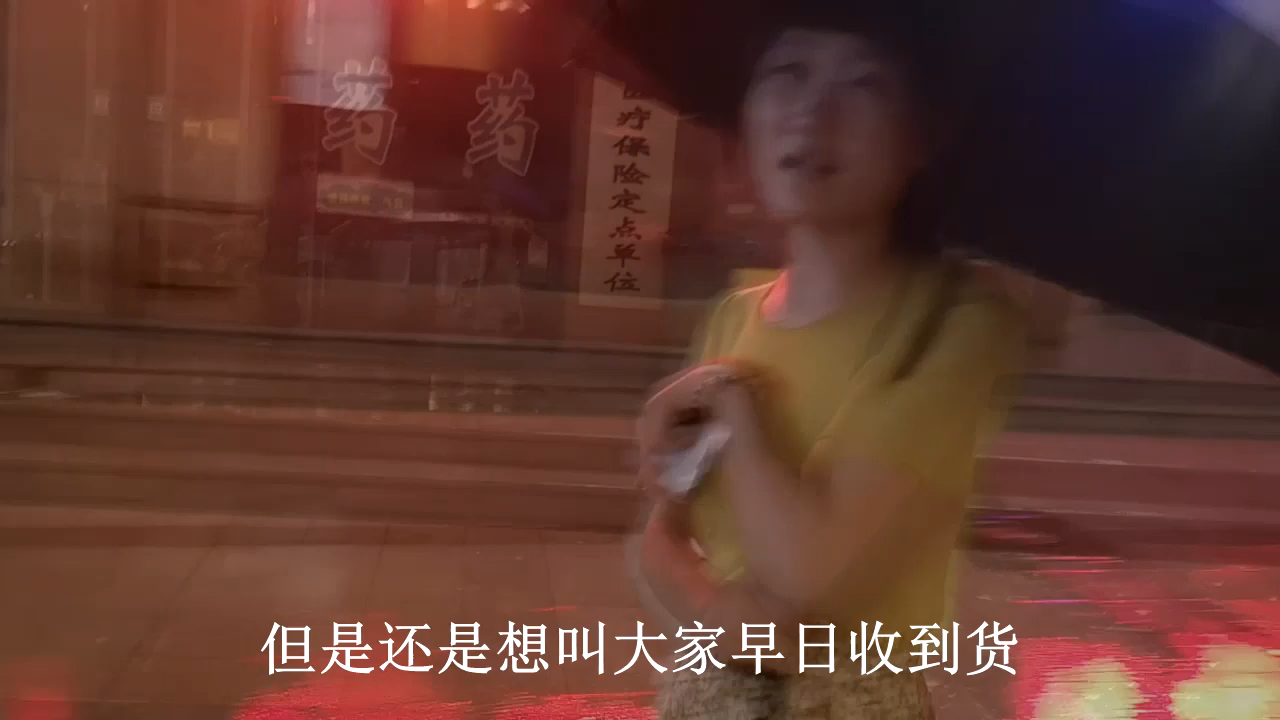 药 药
疗保险定点单位
但是还是想叫大家早日收到货